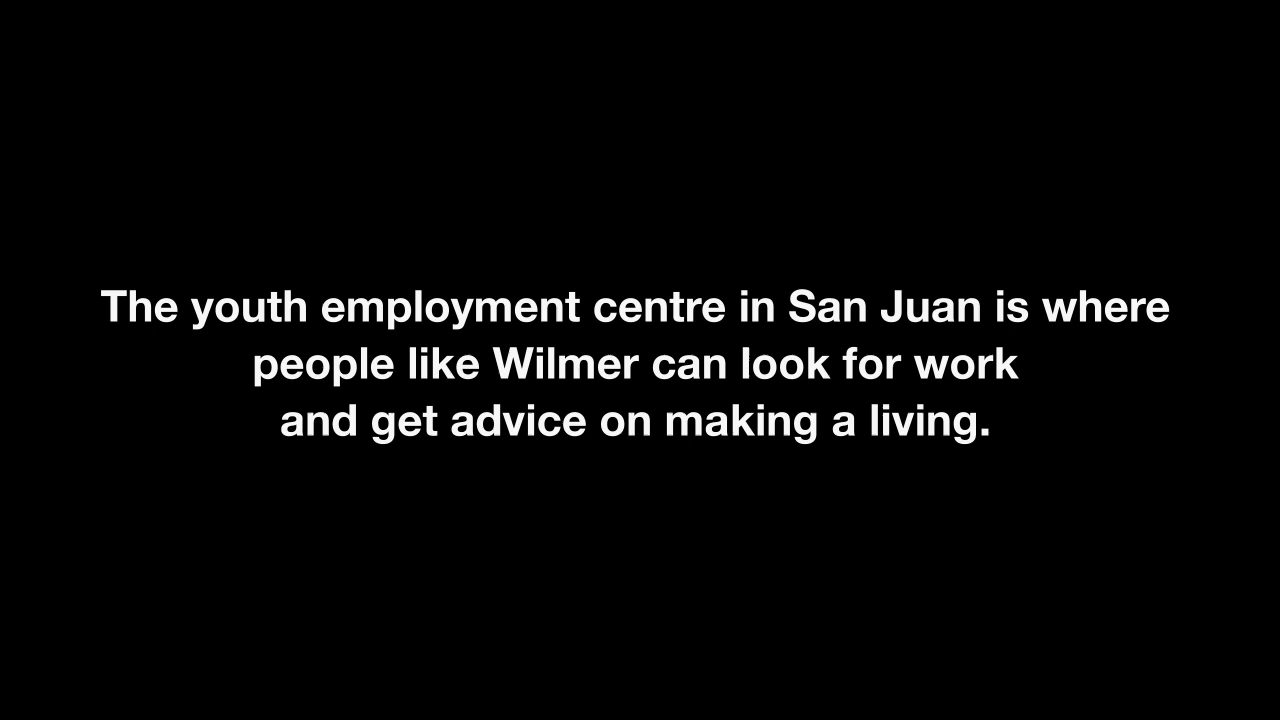 The youth employment centre in San Juan is where
people like Wilmer can look for work
and get advice on making a living.